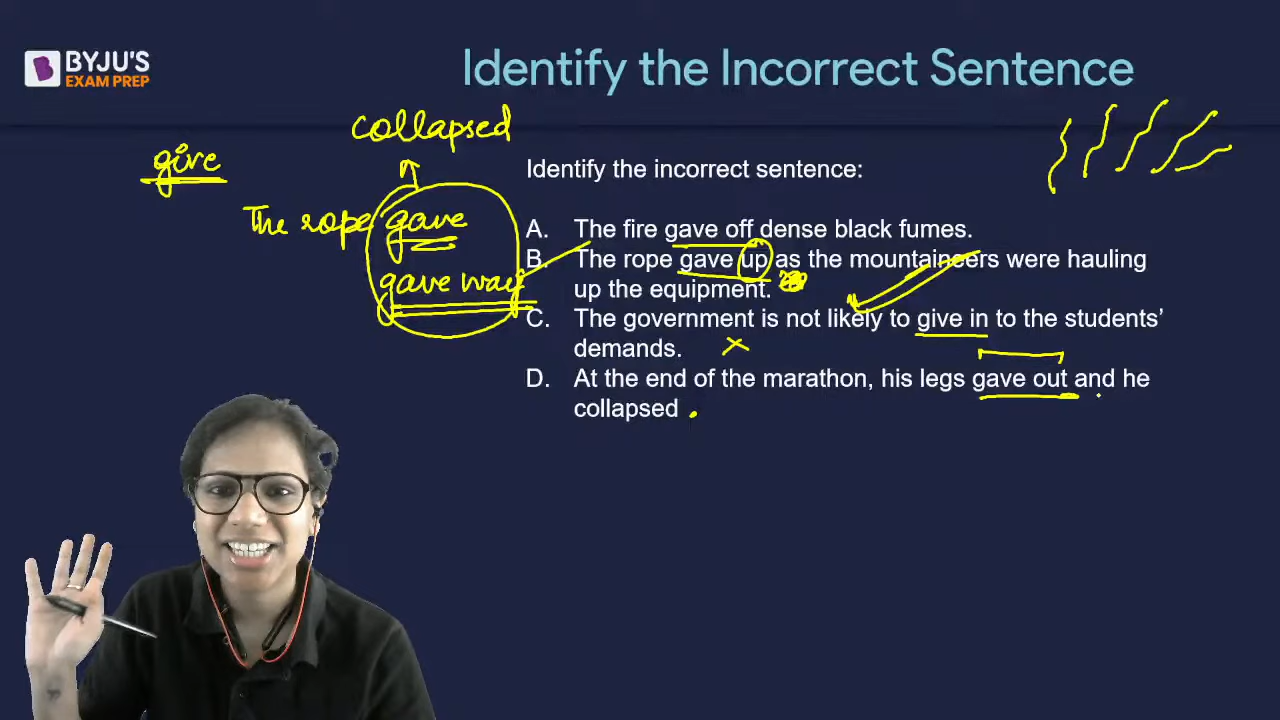 BYJU'S
EXAM PREP
Identify the Incorrect Sentence
collapsed
give
The rope gave
gave way
Identify the incorrect sentence:
A. The fire gave off dense black fumes.
B. The rope gave up as the mountaineers were hauling
up the equipment.
C. The government is not likely to give in to the students'
demands.
D. At the end of the marathon, his legs gave out and he
collapsed